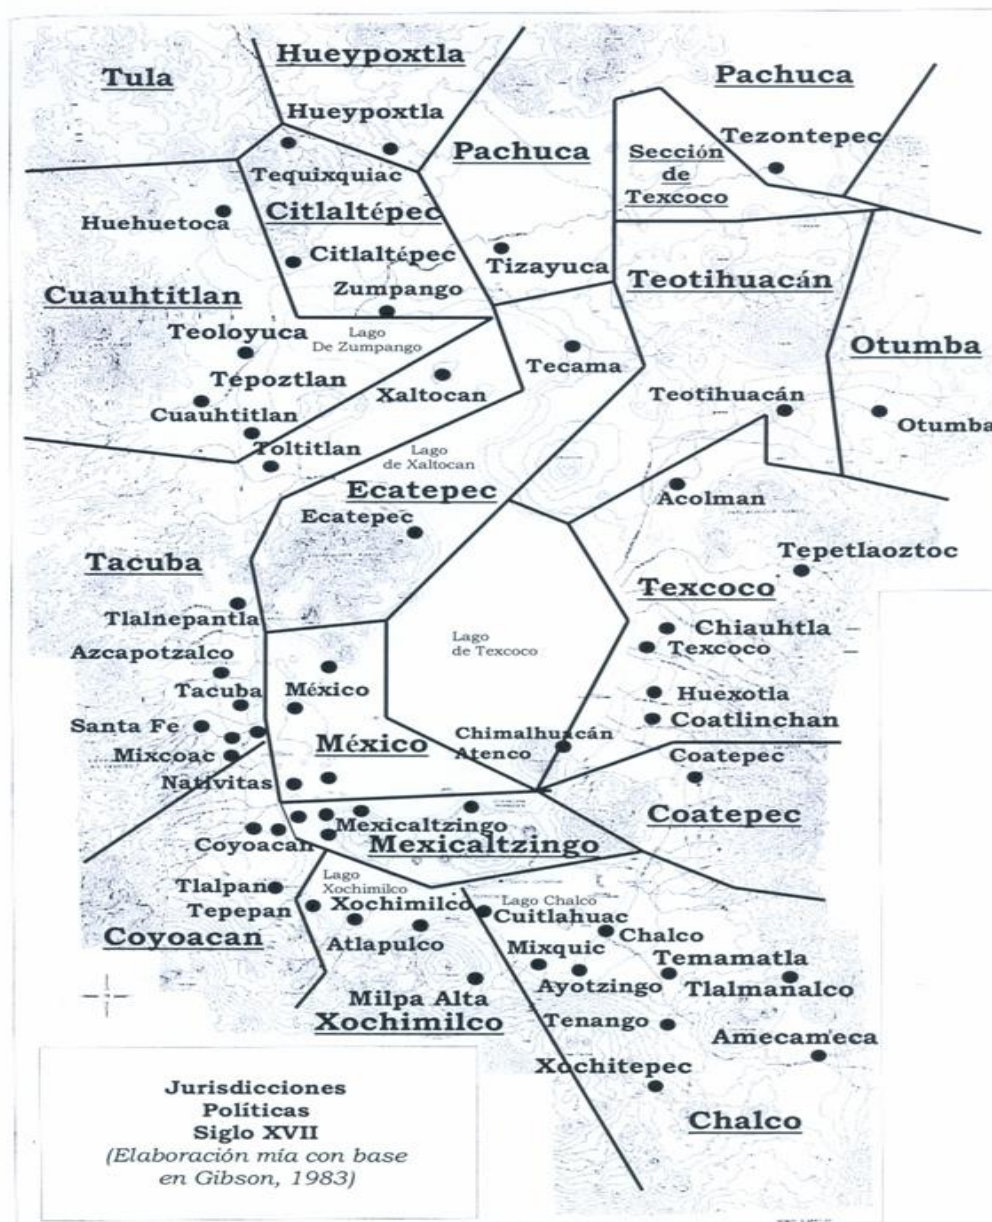 Hueypoxtla
Tula
Pachuca
Hueypoxtla
Tezontepec
Pachuca
Sección
de
Texcoco
Tequixquiac
Citlaltépec
Huehuetoca
Citlaltépec
Tizayuca
Teotihuacán
Zumpango
Cuauhtitlan
Lago
De Zumpango
Teoloyuca
Otumba
Tecama
Tepoztlan
Xaltocan
Teotihuacán
Cuauhtitlan
Otumba
Toltitlan
Lago
de Xaltocan
Ecatepec
Acolman
Ecatepec
Tepetlaoztoc
Tacuba
Texcoco
Tlalnepantla
Chiauhtla
Lago
de Texcoco
Texcoco
Azcapotzalco
Tacuba
México
Huexotla
Coatlinchan
Santa Fe
Chimalhuacán
Atenco
México
Mixcoac
Coatepec
Nativitas
Coatepec
Mexicaltzingo
Coyoacan
Mexicaltzingo
Lago
Xochimilco
Tlalpan
Lago Chalco
Tepepan
Xochimilco
Cuitlahuac
Coyoacan
Atlapulco
Chalco
Mixquic
Temamatla
Ayotzingo
Tlalmanalco
Milpa Alta
Xochimilco
Tenango
Amecameca
Xochitepec
Chalco
Jurisdicciones
Políticas
Siglo XVII
(Elaboración mía con base
en Gibson, 1983)